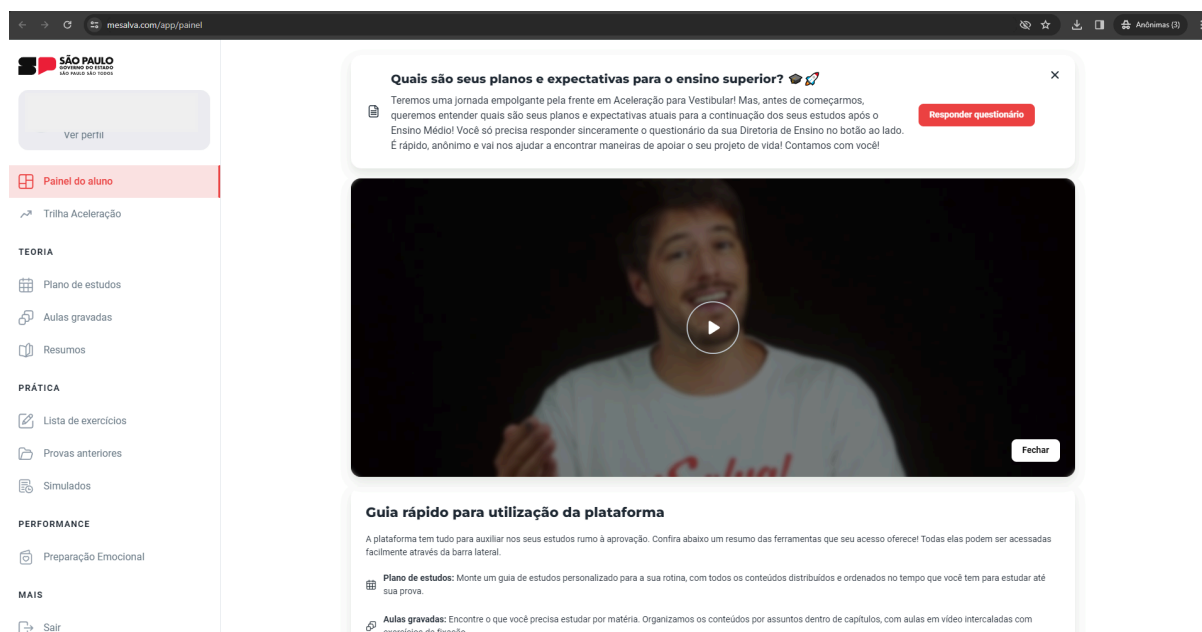 mesalva.com/app/painel
Anônimas (3)
SÃO PAULO
GOVERNO DO ESTADO
SÃO PAULO SÃO TODOS
Ver perfil
Painel do aluno
Trilha Aceleração
TEORIA
Plano de estudos
Aulas gravadas
Resumos
PRÁTICA
Lista de exercícios
Provas anteriores
Simulados
PERFORMANCE
Preparação Emocional
MAIS
Sair
Quais são seus planos e expectativas para o ensino superior? 🎓🚀
Teremos uma jornada empolgante pela frente em Aceleração para Vestibular! Mas, antes de começarmos,
queremos entender quais são seus planos e expectativas atuais para a continuação dos seus estudos após o
Ensino Médio! Você só precisa responder sinceramente o questionário da sua Diretoria de Ensino no botão ao lado.
É rápido, anônimo e vai nos ajudar a encontrar maneiras de apoiar o seu projeto de vida! Contamos com você!
Responder questionário
Fechar
Guia rápido para utilização da plataforma
A plataforma tem tudo para auxiliar nos seus estudos rumo à aprovação. Confira abaixo um resumo das ferramentas que seu acesso oferece! Todas elas podem ser acessadas
facilmente através da barra lateral.
Plano de estudos: Monte um guia de estudos personalizado para a sua rotina, com todos os conteúdos distribuídos e ordenados no tempo que você tem para estudar até
sua prova.
Aulas gravadas: Encontre o que você precisa estudar por matéria. Organizamos os conteúdos por assuntos dentro de capítulos, com aulas em vídeo intercaladas com
exercícios de fixação.